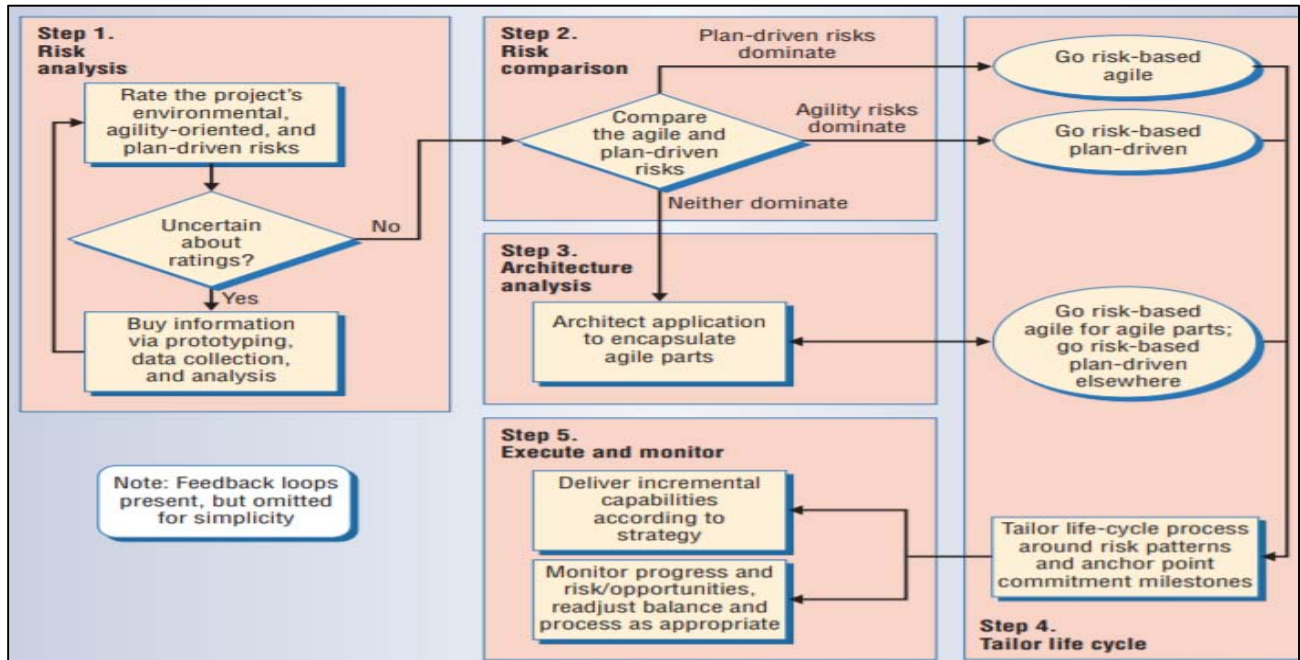 Step 1.
Risk
analysis
Rate the project's
environmental,
agility-oriented, and
plan-driven risks
Uncertain
about
ratings?
No
Yes
Buy information
via prototyping,
data collection,
and analysis
Step 2.
Risk
comparison
Plan-driven risks
dominate
Compare
the agile and
plan-driven
risks
Agility risks
dominate
Neither dominate
Go risk-based
agile
Go risk-based
plan-driven
Step 3.
Architecture
analysis
Architect application
to encapsulate
agile parts
Go risk-based
agile for agile parts;
go risk-based
plan-driven
elsewhere
Tailor life-cycle process
around risk patterns
and anchor point
commitment milestones
Step 4.
Tailor life cycle
Step 5.
Execute and monitor
Deliver incremental
capabilities
according to
strategy
Monitor progress and
risk/opportunities,
readjust balance and
process as appropriate
Note: Feedback loops
present, but omitted
for simplicity